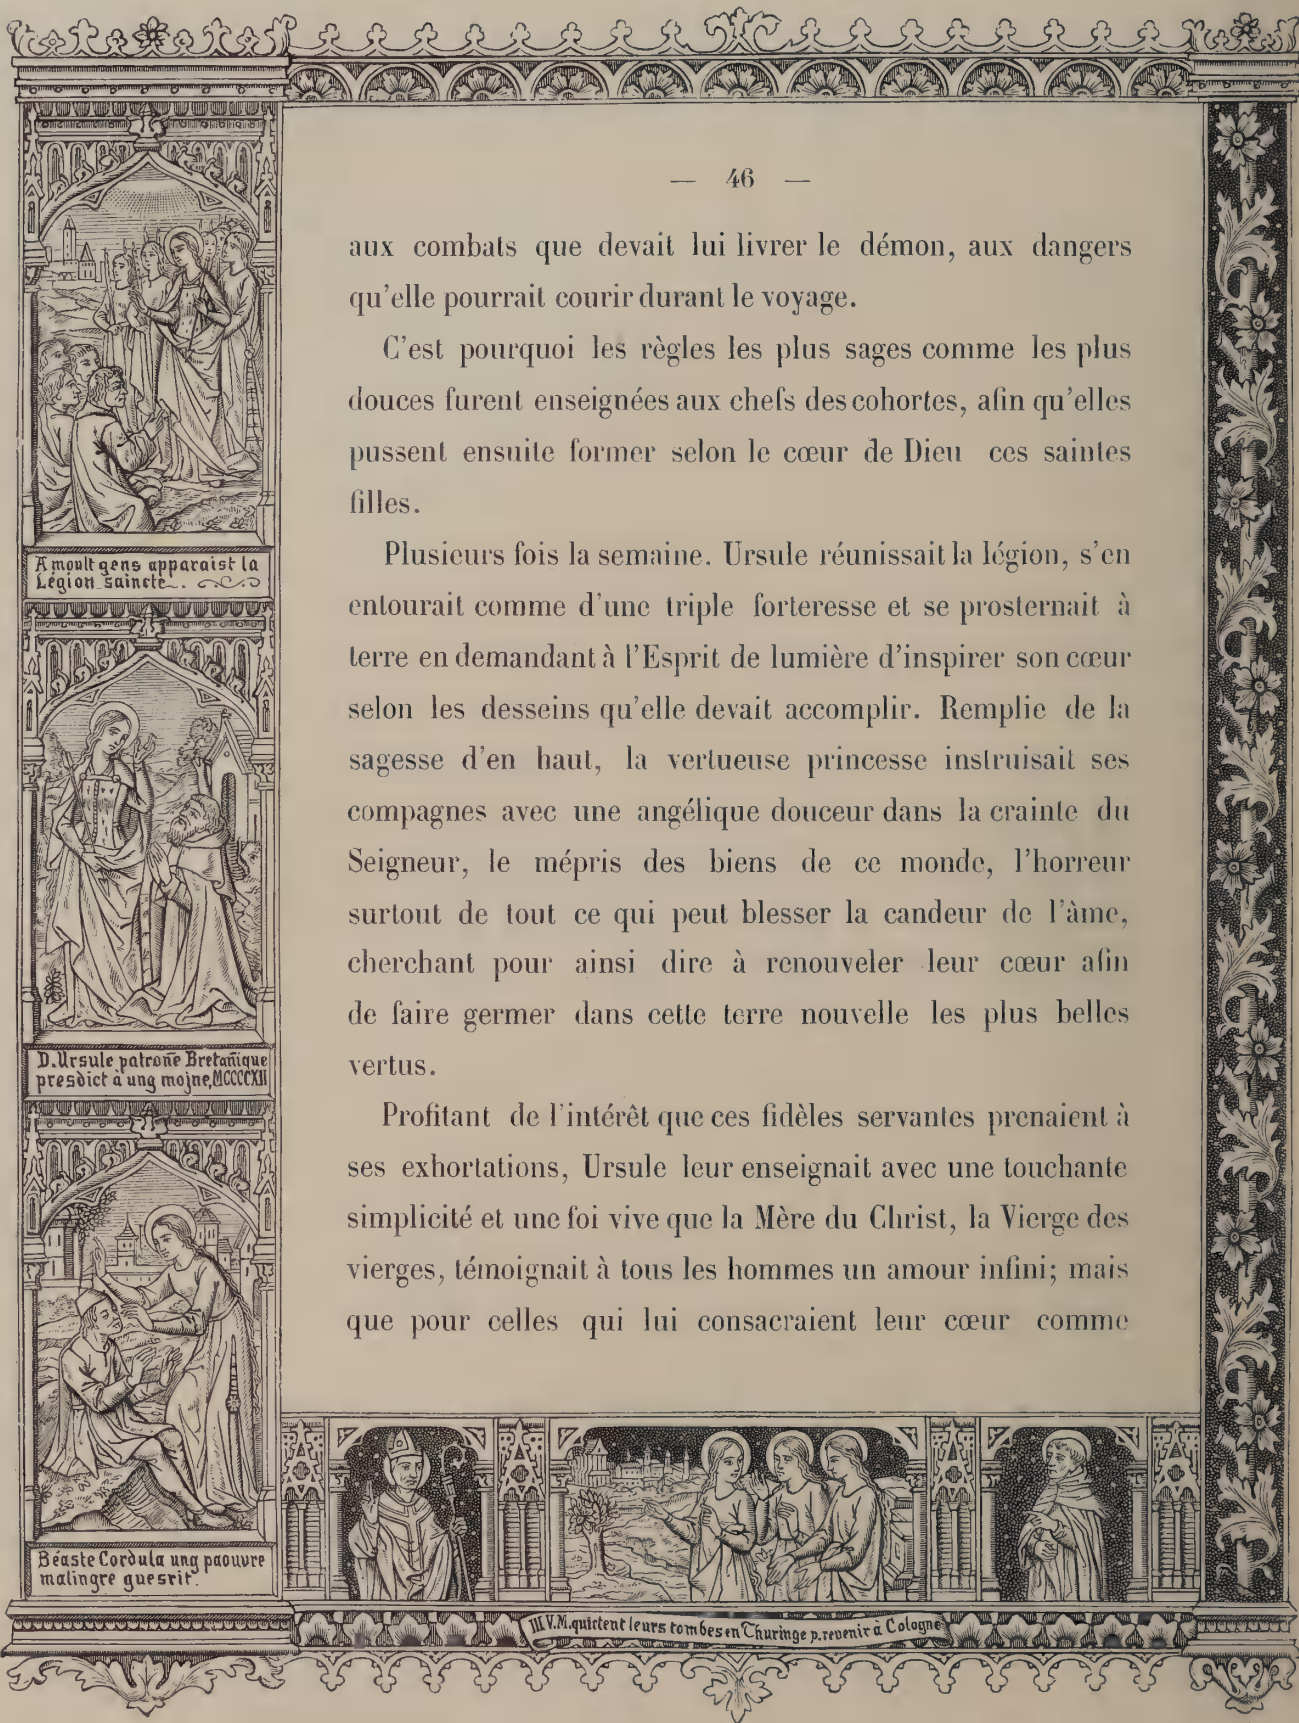 — 46 —
aux combats que devait lui livrer le démon, aux dangers
qu'elle pourrait courir durant le voyage.
C'est pourquoi les règles les plus sages comme les plus
douces furent enseignées aux chefs des cohortes, afin qu'elles
pussent ensuite former selon le cœur de Dieu ces saintes
filles.
Plusieurs fois la semaine. Ursule réunissait la légion, s'en
entourait comme d'une triple forteresse et se prosternait à
terre en demandant à l'Esprit de lumière d'inspirer son cœur
selon les desseins qu'elle devait accomplir. Remplie de la
sagesse d'en haut, la vertueuse princesse instruisait ses
compagnes avec une angélique douceur dans la crainte du
Seigneur, le mépris des biens de ce monde, l'horreur
surtout de tout ce qui peut blesser la candeur de l'àme,
cherchant pour ainsi dire à renouveler leur cœur afin
de faire germer dans cette terre nouvelle les plus belles
vertus.
Profitant de l'intérêt que ces fidèles servantes prenaient à
ses exhortations, Ursule leur enseignait avec une touchante
simplicité et une foi vive que la Mère du Christ, la Vierge des
vierges, témoignait à tous les hommes un amour infini; mais
que pour celles qui lui consacraient leur cœur comme
A moult gens apparaist la
Légion saincte.
D. Ursule patroñe Bretañique
presdict à ung mojne, MCCCCXII
Béaste Cordula ung paouvre
malingre guesrir.
III V.M. quictent leurs tombes en Thuringe p. revenir à Cologne